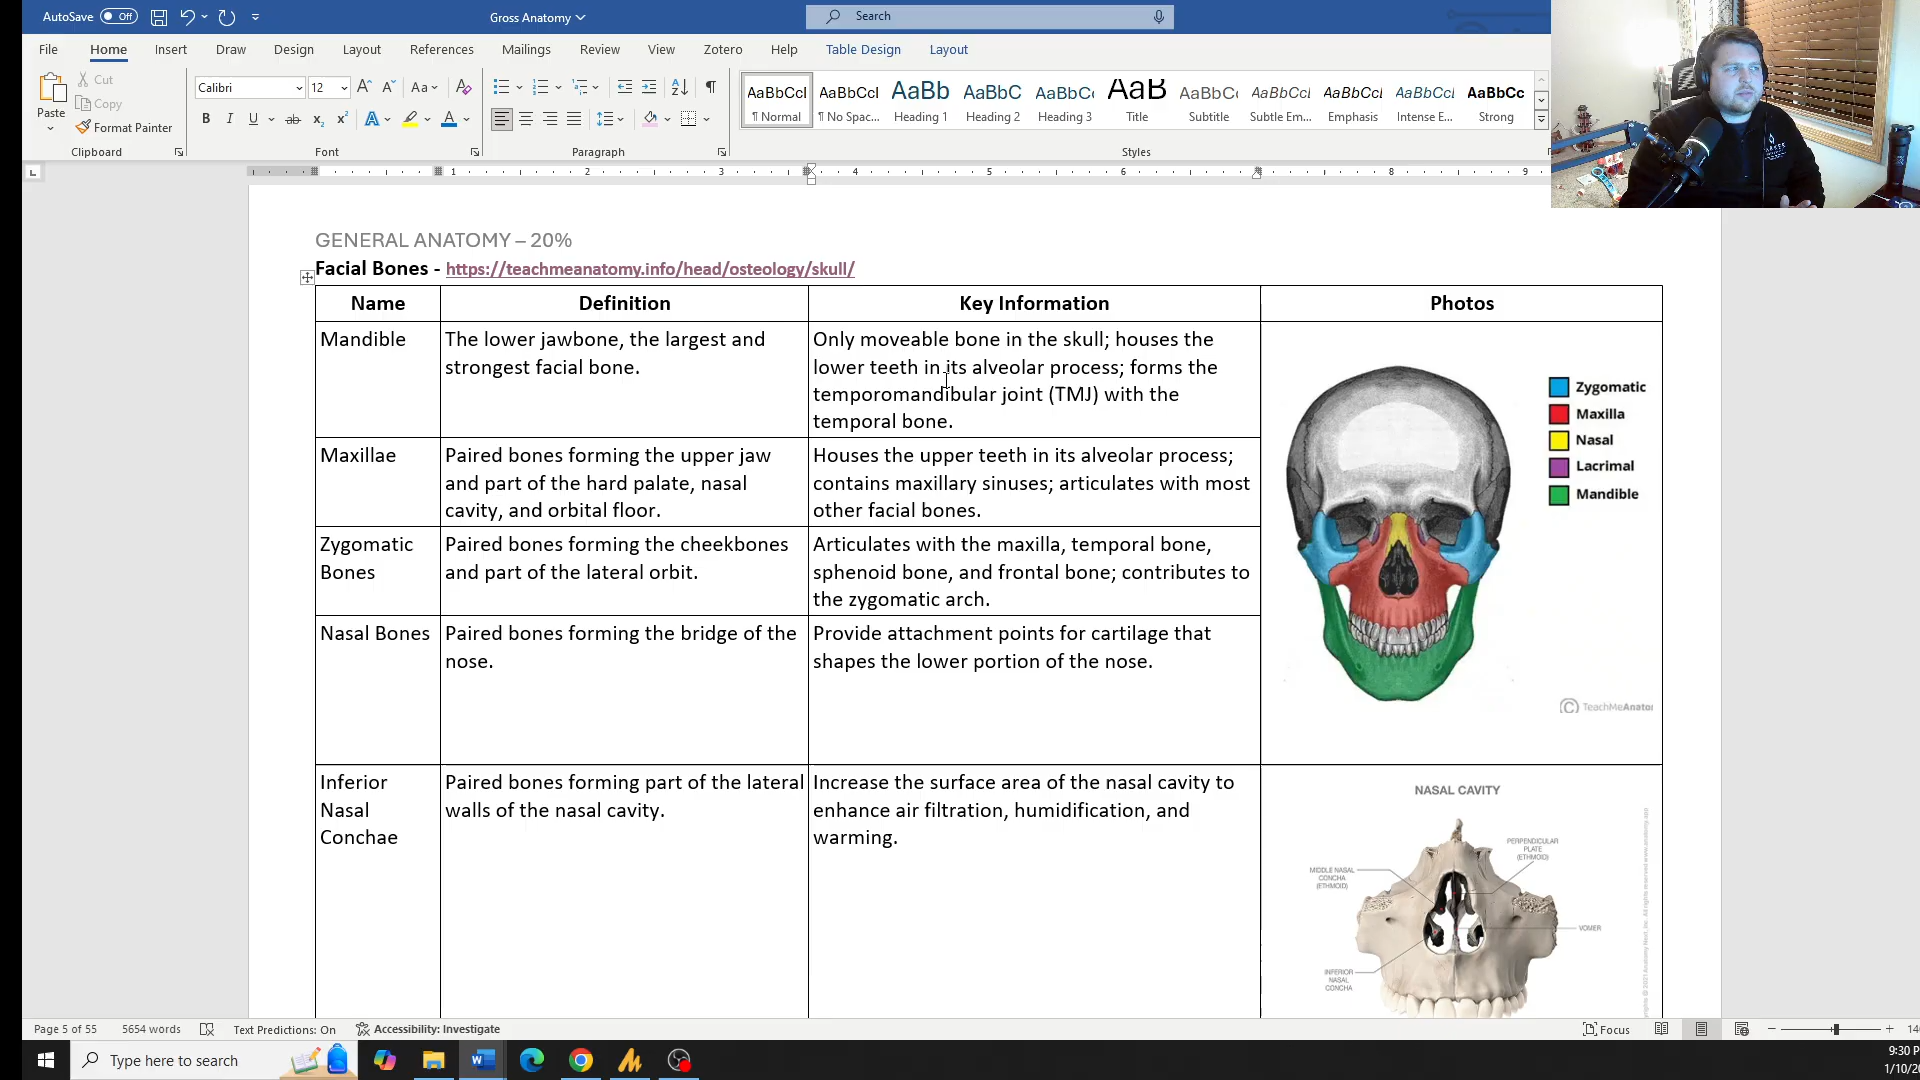 AutoSave Off Gross Anatomy Search
File Home Insert Draw Design Layout References Mailings Review View Zotero Help Table Design Layout
Paste Cut
Copy
Format Painter
Calibri 12
AaBbCcI AaBbCcI AaBb AaBbC AaBbC AaB AaBbC AaBbCcI AaBbCcI AaBbCcI AaBbCc
¶ Normal ¶ No Spac... Heading 1 Heading 2 Heading 3 Title Subtitle Subtle Em... Emphasis Intense E... Strong
Clipboard Font Paragraph Styles
1 2 3 4 5 6 8 9
GENERAL ANATOMY – 20%
Facial Bones - https://teachmeanatomy.info/head/osteology/skull/
Name Definition Key Information Photos
Mandible
The lower jawbone, the largest and
strongest facial bone.
Only moveable bone in the skull; houses the
lower teeth in its alveolar process; forms the
temporomandibular joint (TMJ) with the
temporal bone.
Maxillae
Paired bones forming the upper jaw
and part of the hard palate, nasal
cavity, and orbital floor.
Houses the upper teeth in its alveolar process;
contains maxillary sinuses; articulates with most
other facial bones.
Zygomatic
Bones
Paired bones forming the cheekbones
and part of the lateral orbit.
Articulates with the maxilla, temporal bone,
sphenoid bone, and frontal bone; contributes to
the zygomatic arch.
Nasal Bones
Paired bones forming the bridge of the
nose.
Provide attachment points for cartilage that
shapes the lower portion of the nose.
Zygomatic
Maxilla
Nasal
Lacrimal
Mandible
© TeachMeAnator
Inferior
Nasal
Conchae
Paired bones forming part of the lateral
walls of the nasal cavity.
Increase the surface area of the nasal cavity to
enhance air filtration, humidification, and
warming.
NASAL CAVITY
PERPENDICULAR
PLATE
(ETHMOID)
MIDDLE NASAL
CONCHA
(ETHMOID)
VOMER
INFERIOR
NASAL
CONCHA
Page 5 of 55 5654 words Text Predictions: On Accessibility: Investigate Focus
Type here to search
9:30 P
1/10/20